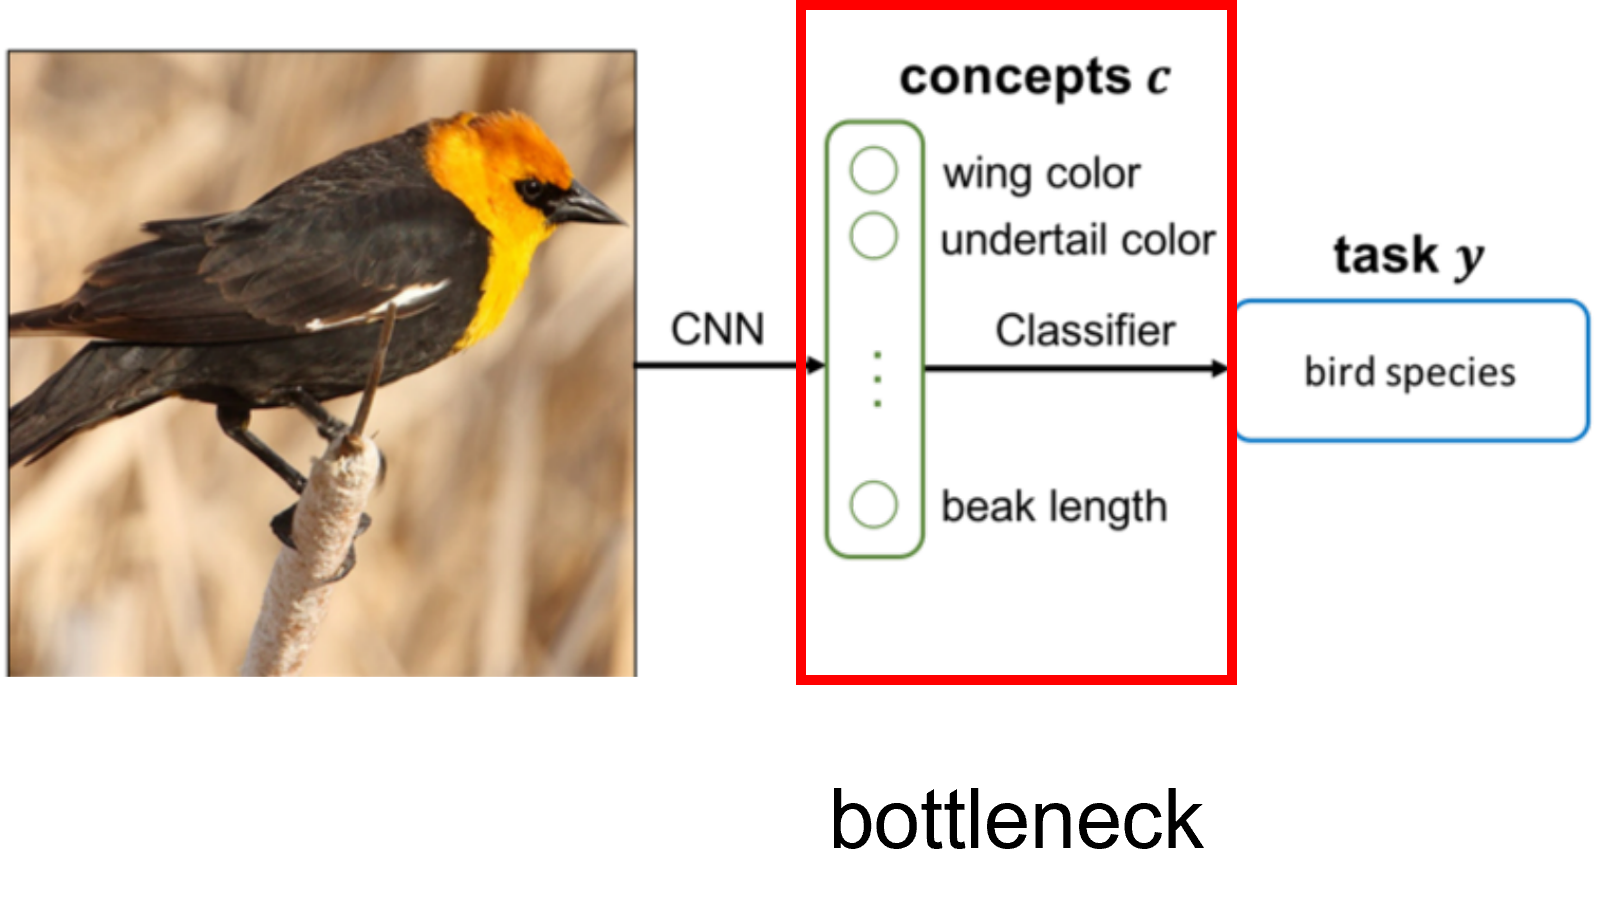 concepts c
wing color
undertail color
CNN
Classifier
beak length
task y
bird species
bottleneck